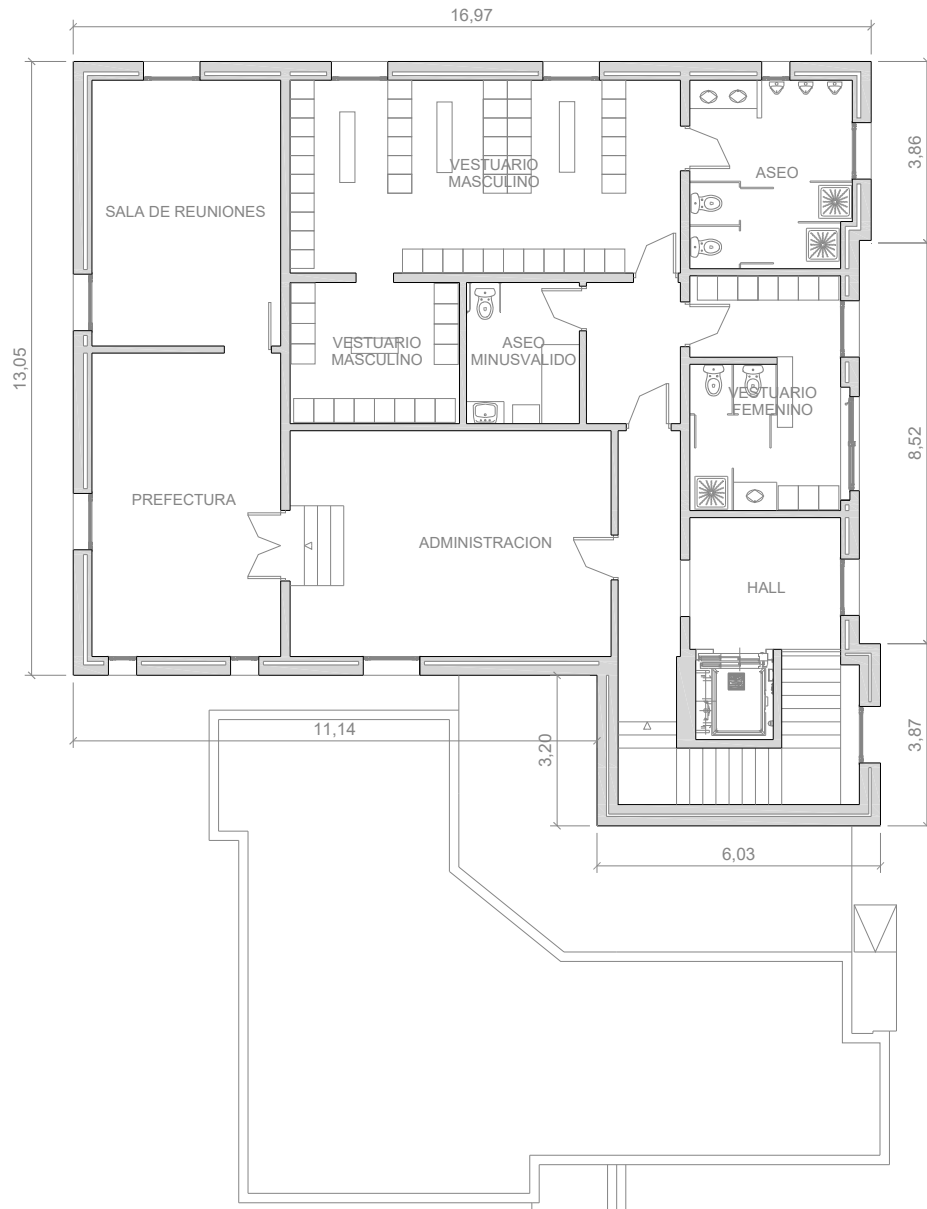 16,97
3,86
VESTUARIO
MASCULINO
ASEO
SALA DE REUNIONES
13,05
VESTUARIO
MASCULINO
ASEO
MINUSVALIDO
VESTUARIO
FEMENINO
8,52
PREFECTURA
ADMINISTRACION
HALL
11,14
3,20
3,87
6,03